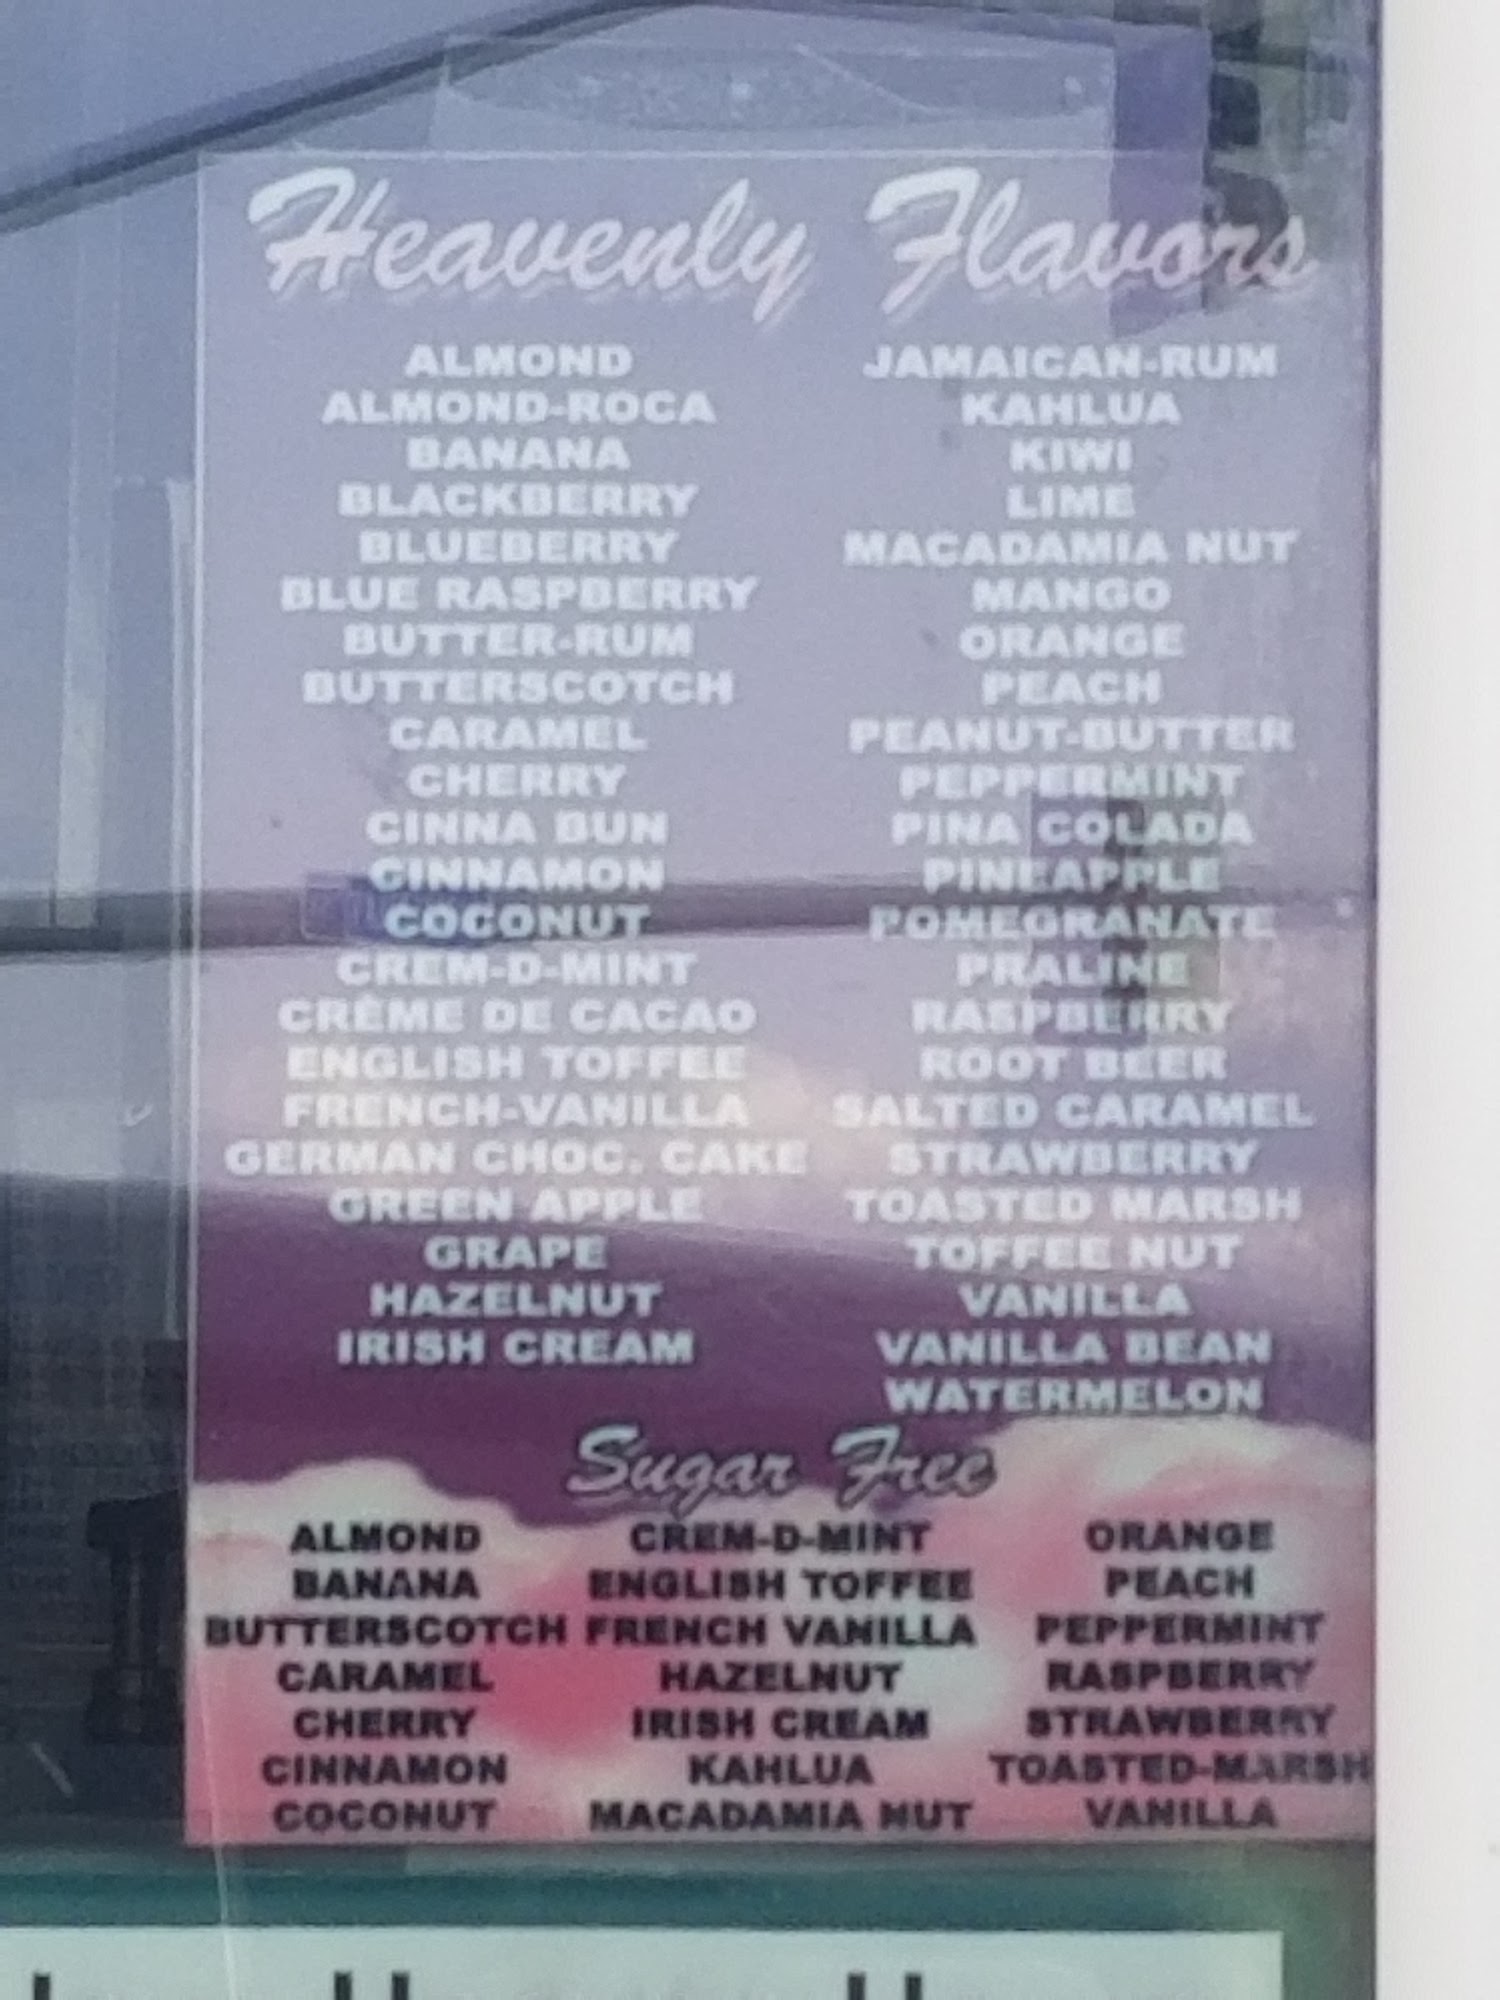 Heavenly Flavors
ALMOND
ALMOND-ROCA
BANANA
BLACKBERRY
BLUEBERRY
BLUE RASPBERRY
BUTTER-RUM
BUTTERSCOTCH
CARAMEL
CHERRY
CINNA BUN
CINNAMON
COCONUT
CREM-D-MINT
CRÈME DE CACAO
ENGLISH TOFFEE
FRENCH-VANILLA
GERMAN CHOC. CAKE
GREEN APPLE
GRAPE
HAZELNUT
IRISH CREAM
JAMAICAN-RUM
KAHLUA
KIWI
LIME
MACADAMIA NUT
MANGO
ORANGE
PEACH
PEANUT-BUTTER
PEPPERMINT
PINA COLADA
PINEAPPLE
POMEGRANATE
PRALINE
RASPBERRY
ROOT BEER
SALTED CARAMEL
STRAWBERRY
TOASTED MARSH
TOFFEE NUT
VANILLA
VANILLA BEAN
WATERMELON
Sugar Free
ALMOND
BANANA
BUTTERSCOTCH
CARAMEL
CHERRY
CINNAMON
COCONUT
CREM-D-MINT
ENGLISH TOFFEE
FRENCH VANILLA
HAZELNUT
IRISH CREAM
KAHLUA
MACADAMIA NUT
ORANGE
PEACH
PEPPERMINT
RASPBERRY
STRAWBERRY
TOASTED-MARSH
VANILLA